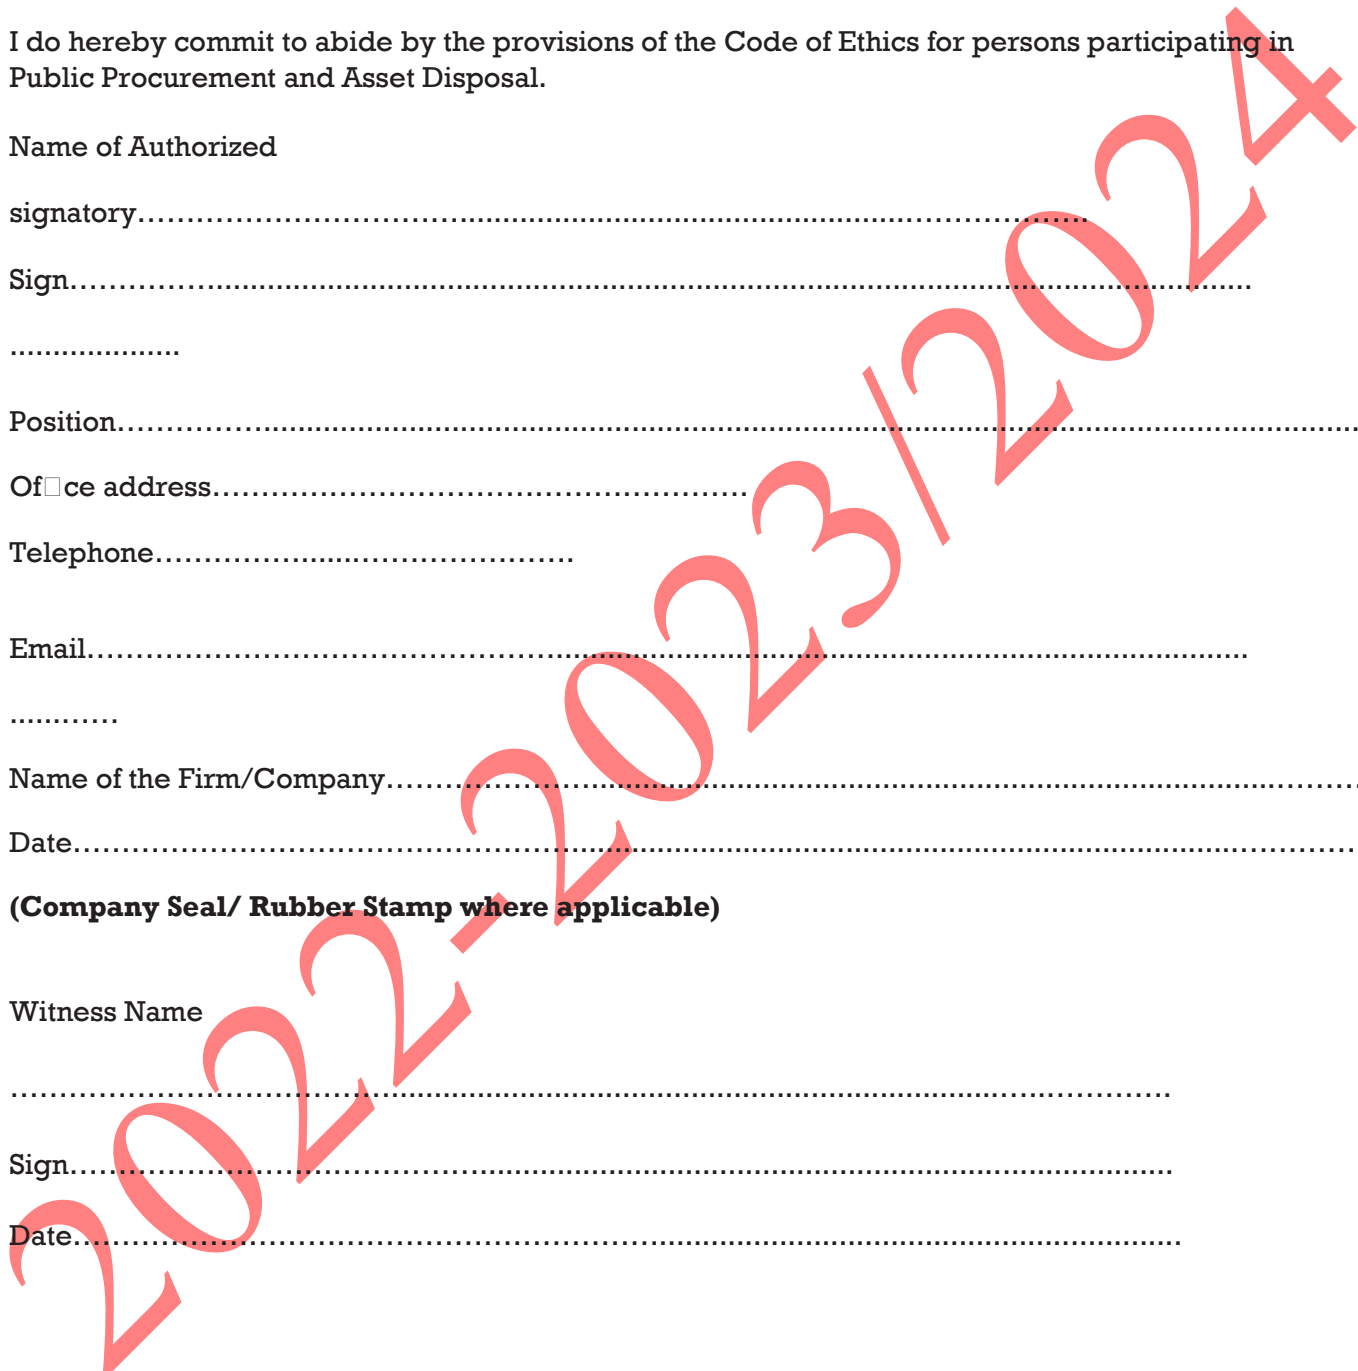 I do hereby commit to abide by the provisions of the Code of Ethics for persons participating in
Public Procurement and Asset Disposal.
Name of Authorized
signatory…………………………………......................................................................………………….....
Sign……………............................................................................................................................
....................
Position……………...........................................................................................................................
Of□ce address………………………………………………
Telephone……………….....…………………….
Email…………………………………………................................................................................
......…….
Name of the Firm/Company…………………....................................................................................………
Date………………………………………………….............................................................................…………….
(Company Seal/ Rubber Stamp where applicable)
Witness Name
…………………………………..........................................................................………………
Sign……………………………………....................................................................................
Date…………………………………………………….................................................................
2022-2023/2024